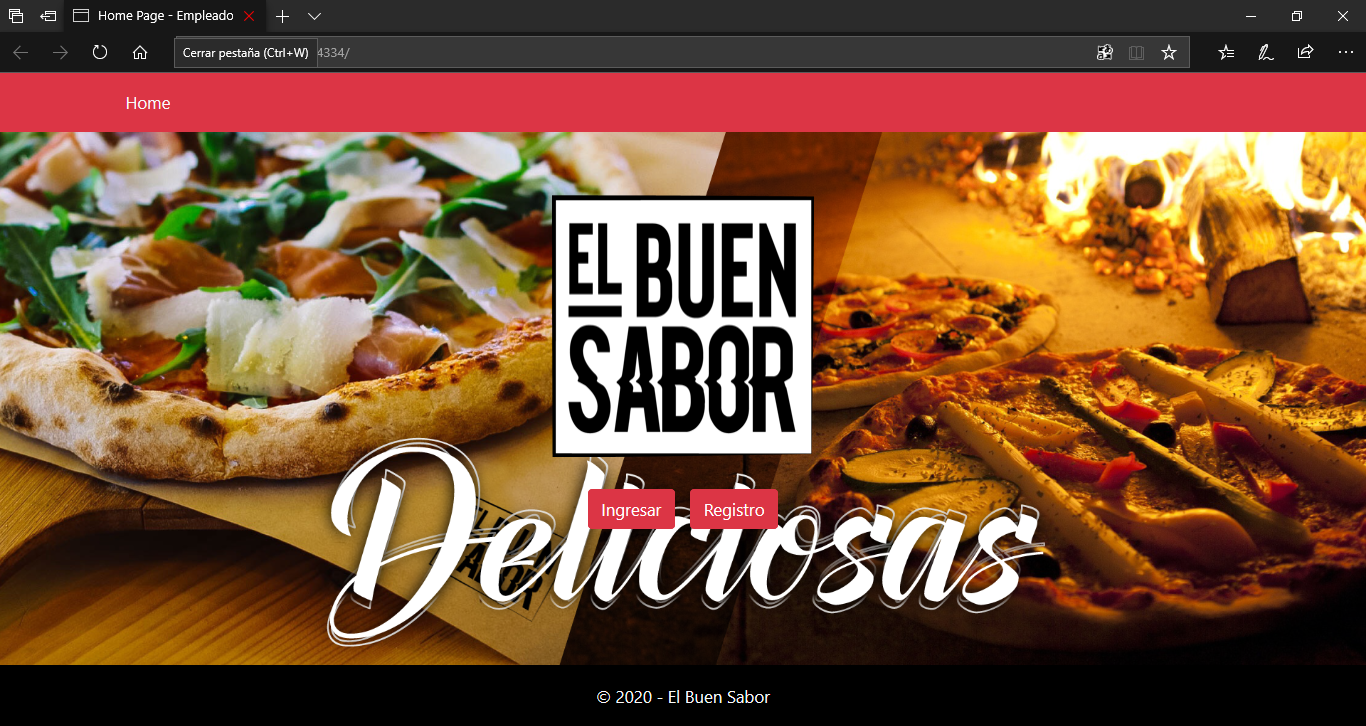 Home Page - Empleado
Cerrar pestaña (Ctrl+W) 4334/
Home
EL BUEN
SABOR
Ingresar Registro
Deliciosas
© 2020 - El Buen Sabor